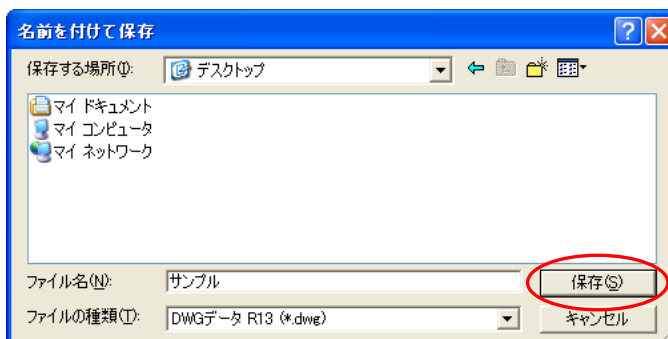 名前を付けて保存
保存する場所(I): デスクトップ
マイ ドキュメント
マイ コンピュータ
マイ ネットワーク
ファイル名(N): サンプル 保存(S)
ファイルの種類(T): DWGデータ R13 (*.dwg) キャンセル